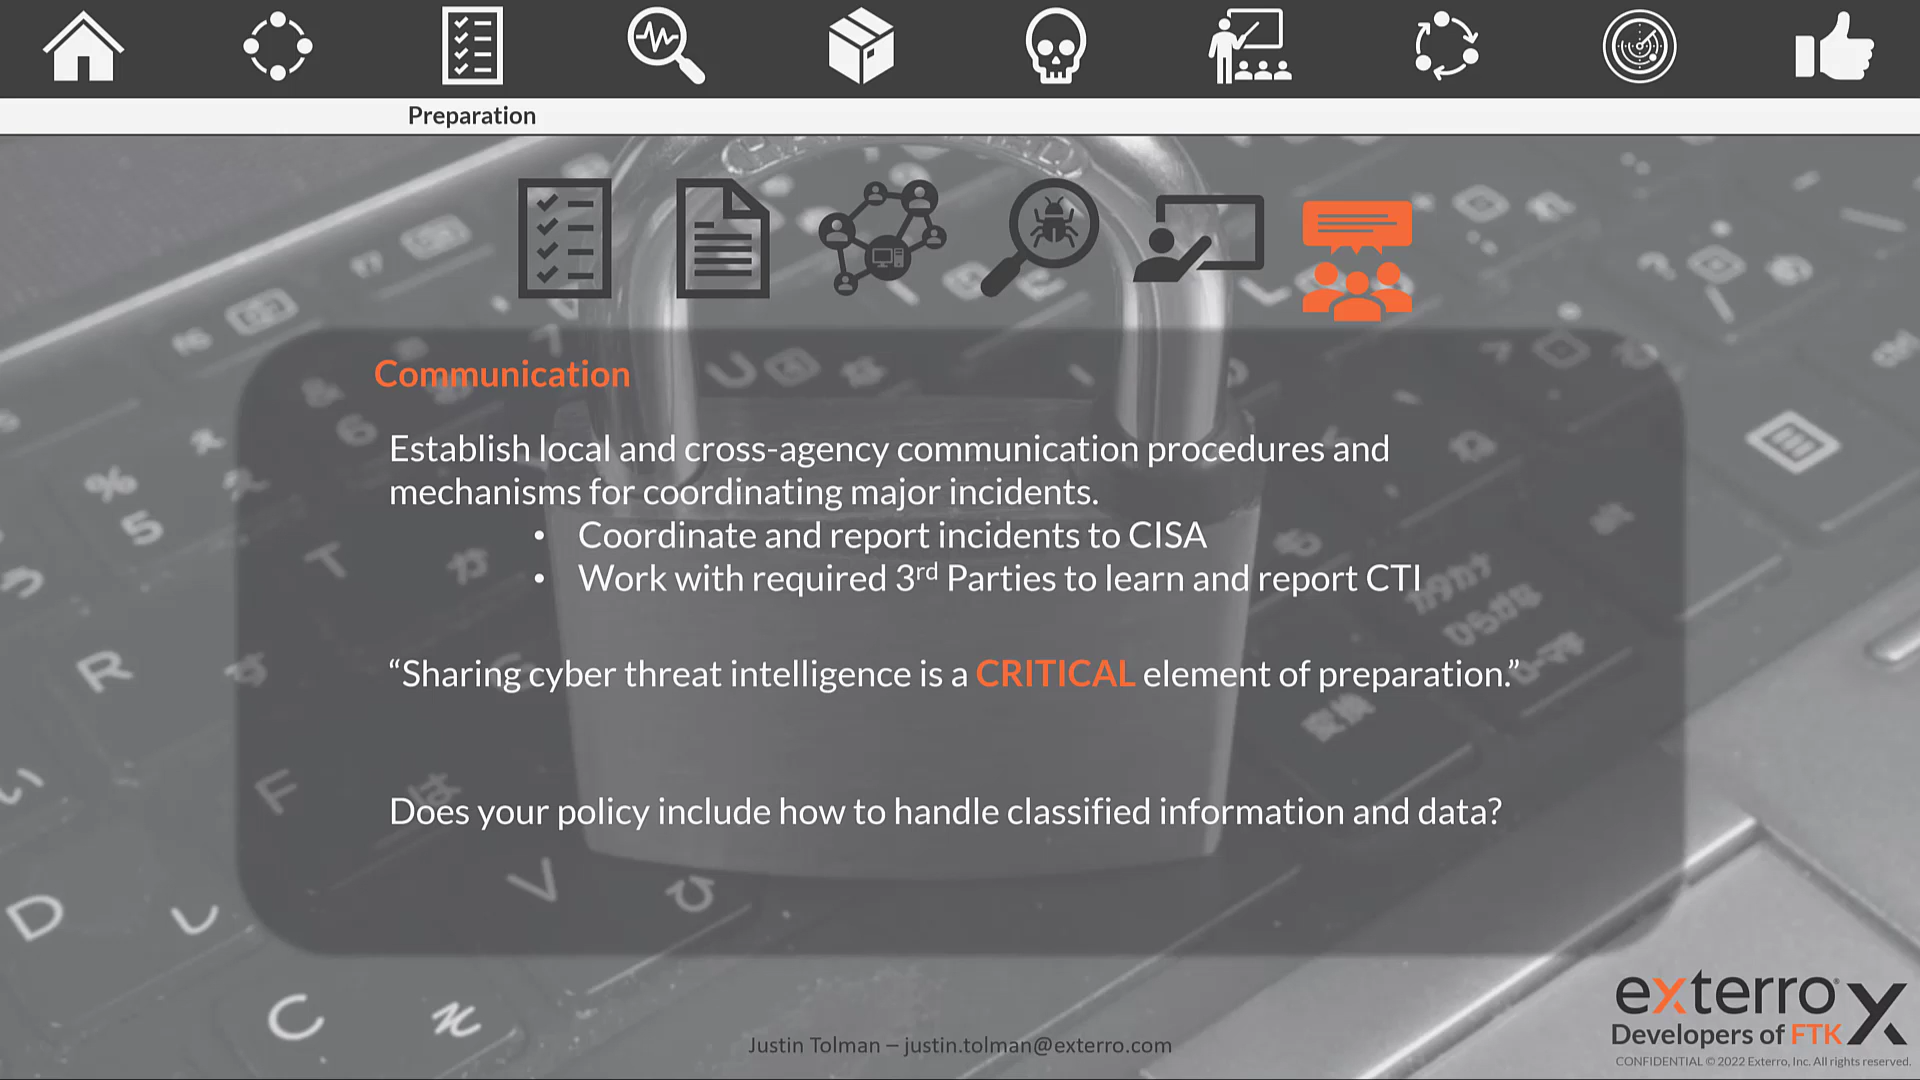 Preparation
Communication
Establish local and cross-agency communication procedures and
mechanisms for coordinating major incidents.
• Coordinate and report incidents to CISA
• Work with required 3rd Parties to learn and report CTI
“Sharing cyber threat intelligence is a CRITICAL element of preparation.”
Does your policy include how to handle classified information and data?
Justin Tolman – justin.tolman@exterro.com
exterro®
Developers of FTK
CONFIDENTIAL © 2022 Exterro, Inc. All rights reserved.